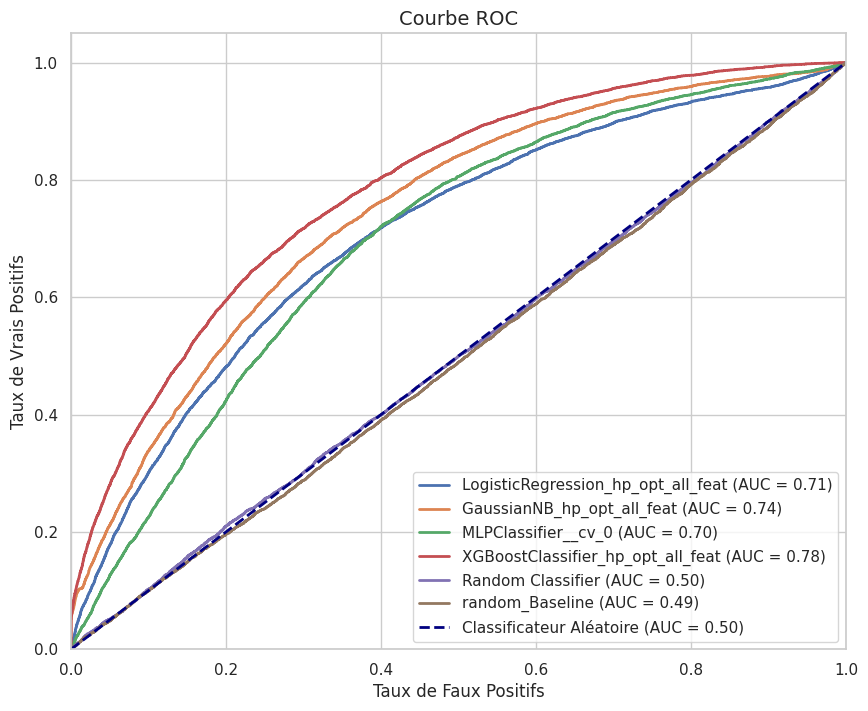 Courbe ROC
Taux de Vrais Positifs
1.0
0.8
0.6
0.4
0.2
0.0
LogisticRegression_hp_opt_all_feat (AUC = 0.71)
GaussianNB_hp_opt_all_feat (AUC = 0.74)
MLPClassifier__cv_0 (AUC = 0.70)
XGBoostClassifier_hp_opt_all_feat (AUC = 0.78)
Random Classifier (AUC = 0.50)
random_Baseline (AUC = 0.49)
Classificateur Aléatoire (AUC = 0.50)
0.0 0.2 0.4 0.6 0.8 1.0
Taux de Faux Positifs